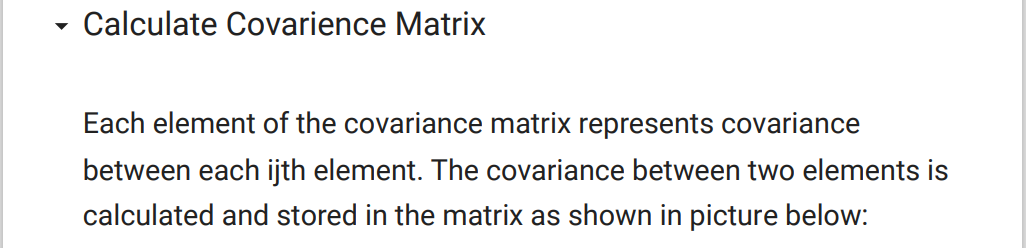 Calculate Covarience Matrix
Each element of the covariance matrix represents covariance
between each ijth element. The covariance between two elements is
calculated and stored in the matrix as shown in picture below: